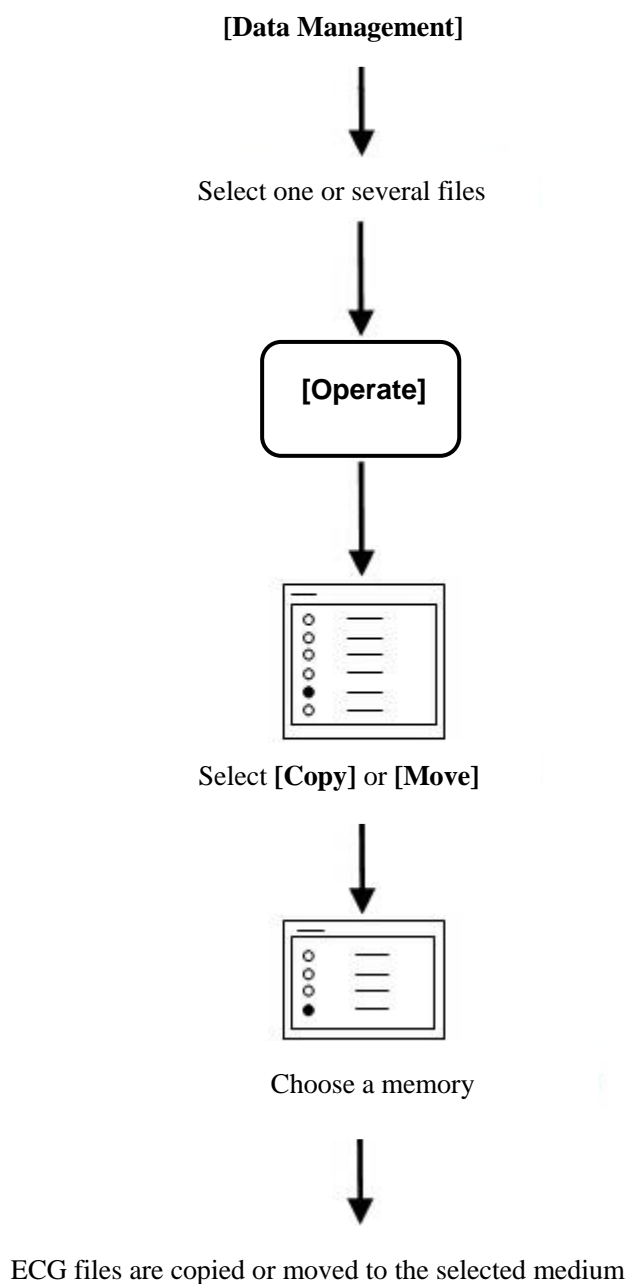 [Data Management]
Select one or several files
[Operate]
Select [Copy] or [Move]
Choose a memory
ECG files are copied or moved to the selected medium